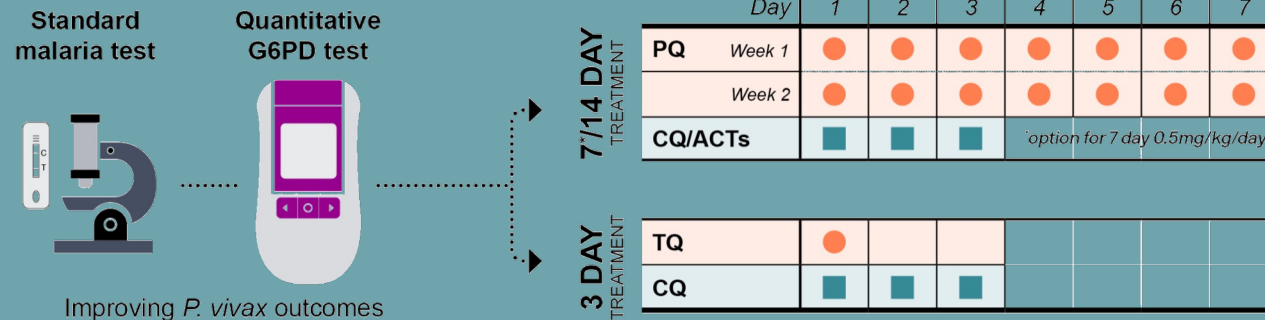 Standard
malaria test
Quantitative
G6PD test
C
T
Improving P. vivax outcomes
7*/14 DAY
TREATMENT
Day 1 2 3 4 5 6 7
PQ Week 1
Week 2
CQ/ACTs
*option for 7 day 0.5mg/kg/day
3 DAY
TREATMENT
TQ
CQ